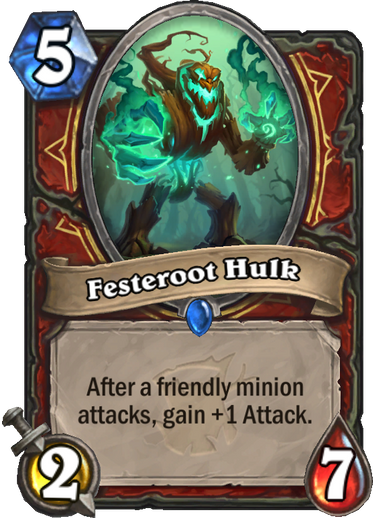 5
Festeroot Hulk
After a friendly minion
attacks, gain +1 Attack.
2
7